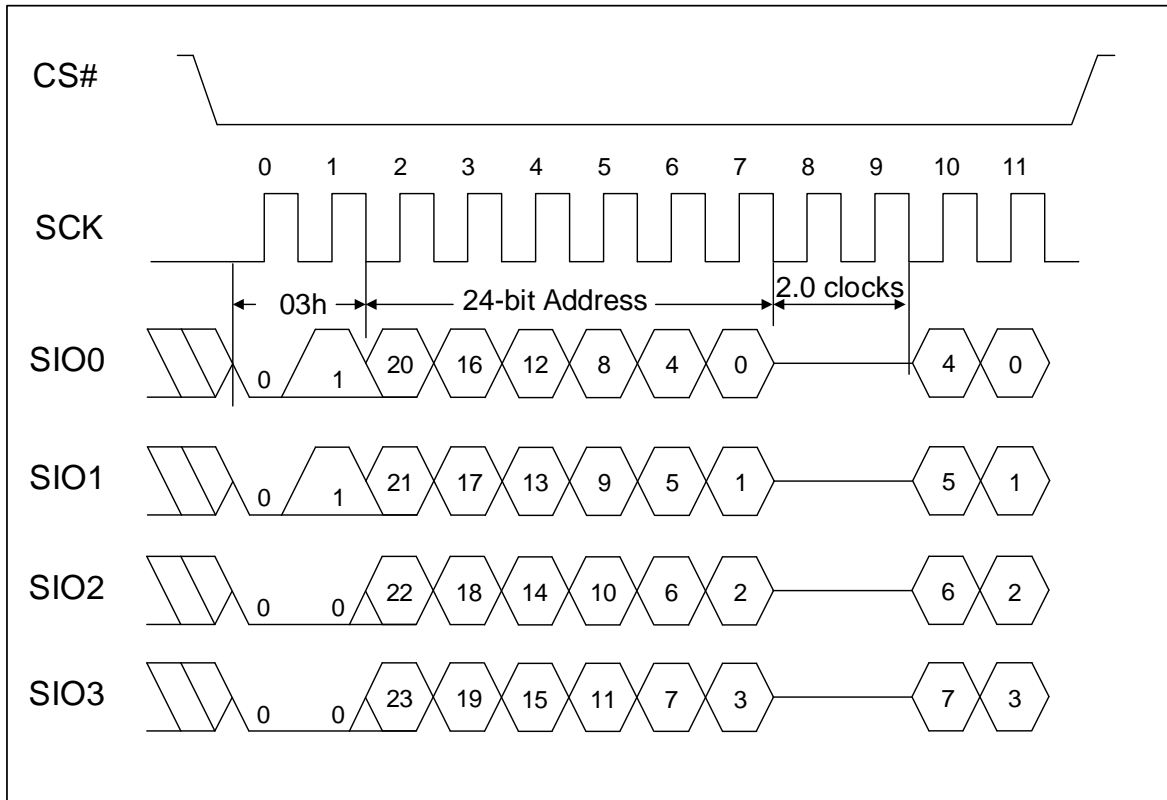 CS#
0 1 2 3 4 5 6 7 8 9 10 11
SCK
03h 24-bit Address 2.0 clocks
SIO0 0 1 20 16 12 8 4 0 4 0
SIO1 0 1 21 17 13 9 5 1 5 1
SIO2 0 0 22 18 14 10 6 2 6 2
SIO3 0 0 23 19 15 11 7 3 7 3